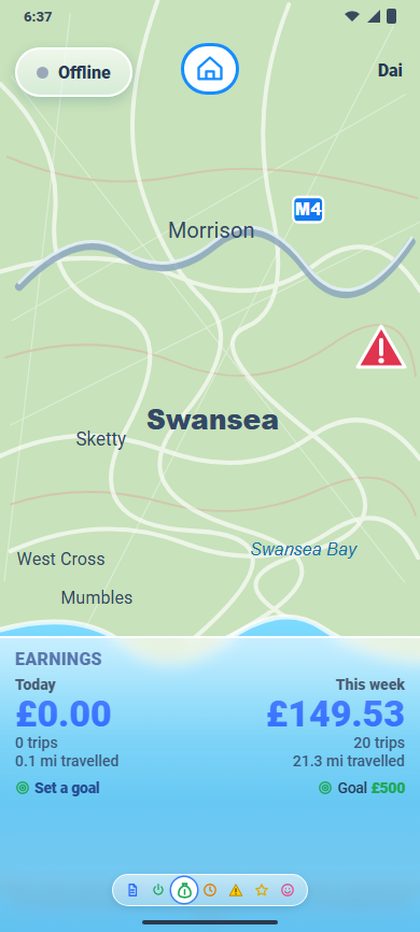 6:37
Offline
Dai
M4
Morrison
Swansea
Sketty
Swansea Bay
West Cross
Mumbles
EARNINGS
Today
This week
£0.00
£149.53
0 trips
20 trips
0.1 mi travelled
21.3 mi travelled
Set a goal
Goal £500